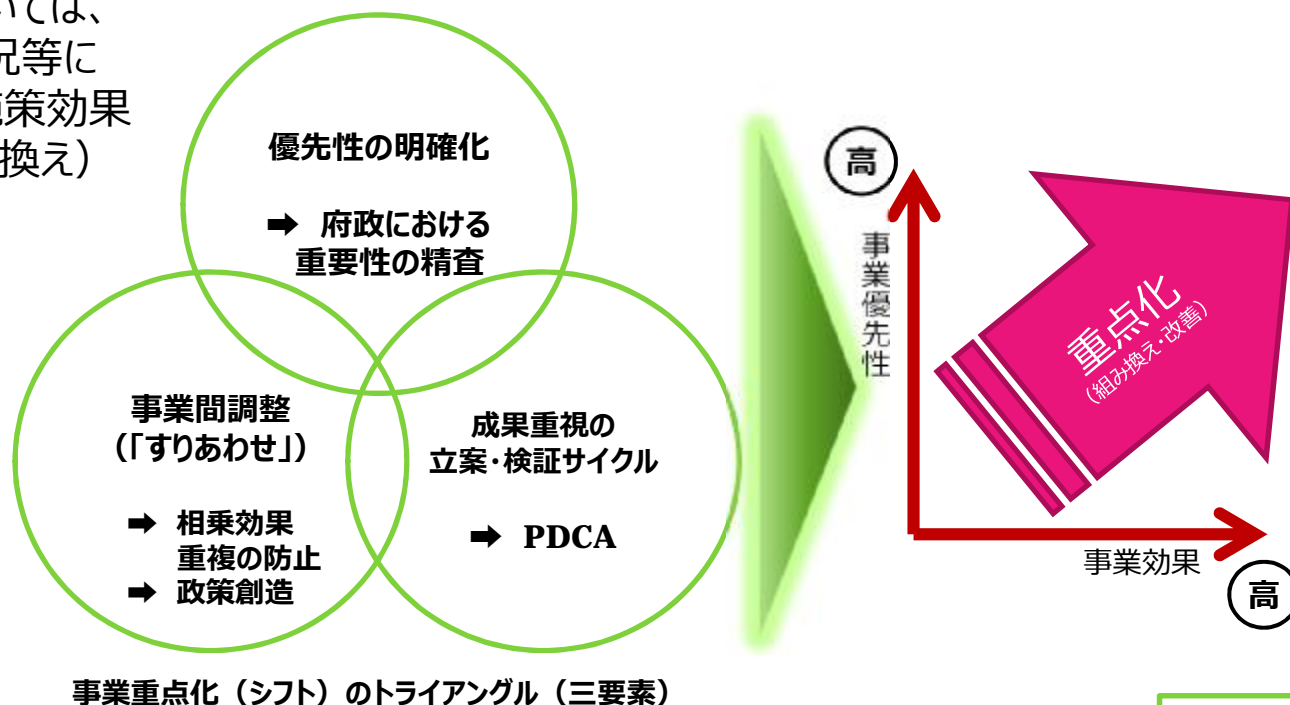 いては、
況等に
施策効果
換え）
優先性の明確化
➡ 府政における
重要性の精査
事業間調整
（「すりあわせ」）
➡ 相乗効果
重複の防止
➡ 政策創造
成果重視の
立案・検証サイクル
➡ PDCA
事業重点化（シフト）のトライアングル（三要素）
高
事業優先性
重点化
（組み換え・改善）
事業効果
高